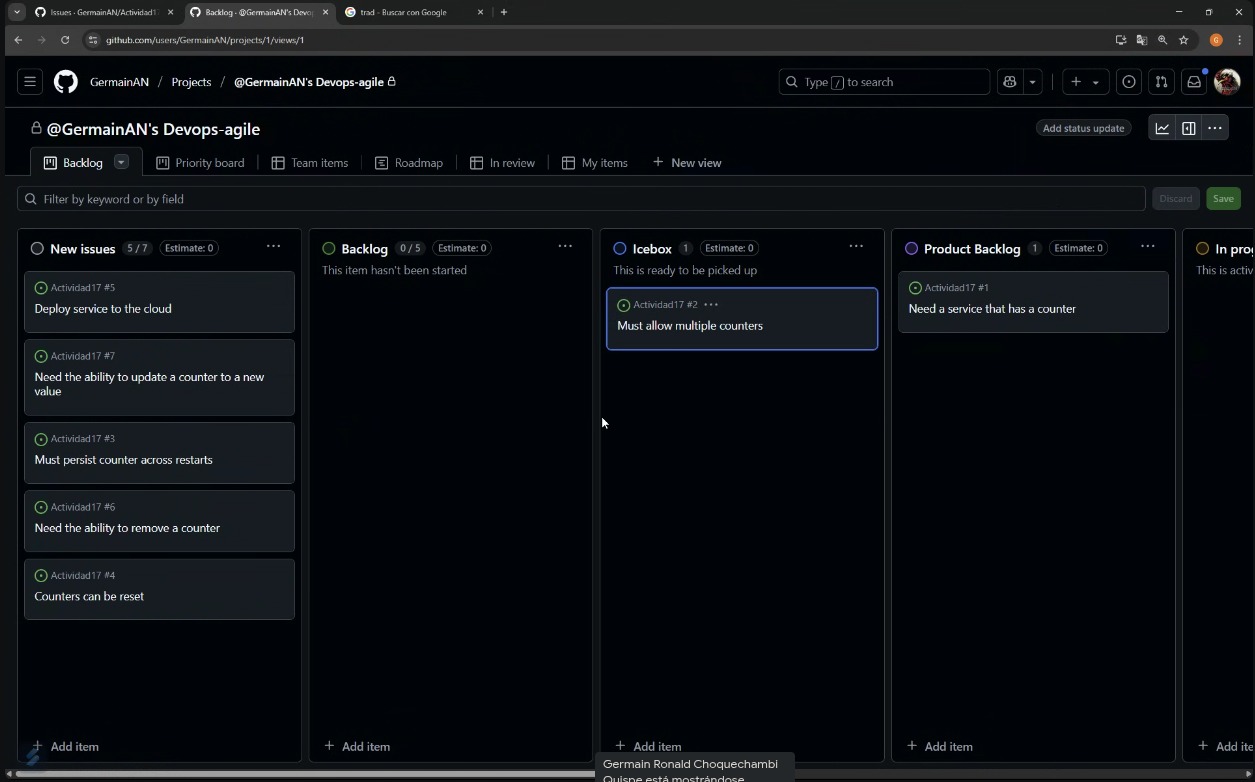 Issues · GermainAN/Actividad1
Backlog · @GermainAN's Devo
trad - Buscar con Google
github.com/users/GermainAN/projects/1/views/1
G
GermainAN / Projects / @GermainAN's Devops-agile
Type / to search
@GermainAN's Devops-agile
Add status update
Backlog
Priority board
Team items
Roadmap
In review
My items
+ New view
Filter by keyword or by field
Discard
Save
New issues 5 / 7 Estimate: 0
Actividad17 #5
Deploy service to the cloud
Actividad17 #7
Need the ability to update a counter to a new
value
Actividad17 #3
Must persist counter across restarts
Actividad17 #6
Need the ability to remove a counter
Actividad17 #4
Counters can be reset
+ Add item
Backlog 0 / 5 Estimate: 0
This item hasn't been started
+ Add item
Icebox 1 Estimate: 0
This is ready to be picked up
Actividad17 #2
Must allow multiple counters
+ Add item
Product Backlog 1 Estimate: 0
Actividad17 #1
Need a service that has a counter
+ Add item
In pro
This is activ
+ Add ite
Germain Ronald Choquechambi
Quispe está mostrándose